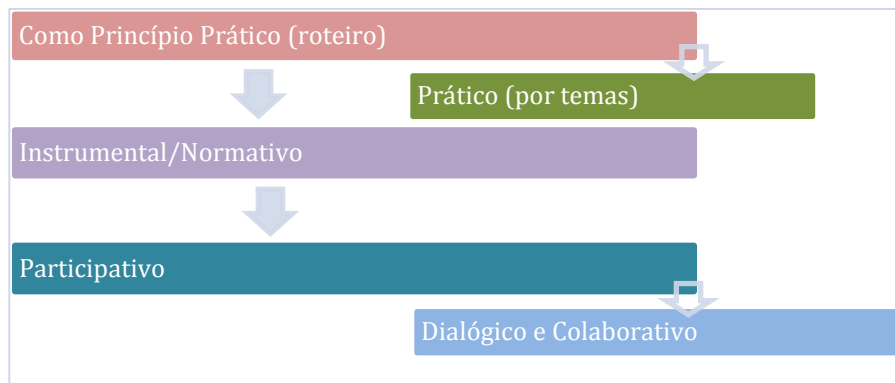 Como Princípio Prático (roteiro)
Prático (por temas)
Instrumental/Normativo
Participativo
Dialógico e Colaborativo